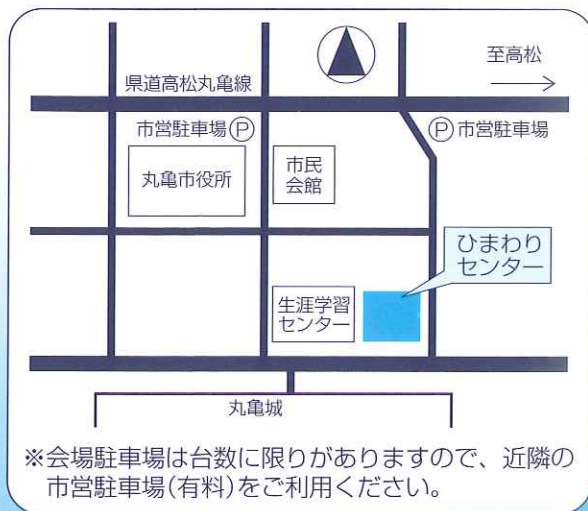 至高松
県道高松丸亀線
市営駐車場Ⓟ
Ⓟ市営駐車場
丸亀市役所
市民
会館
ひまわり
センター
生涯学習
センター
丸亀城
※会場駐車場は台数に限りがありますので、近隣の
市営駐車場(有料)をご利用ください。